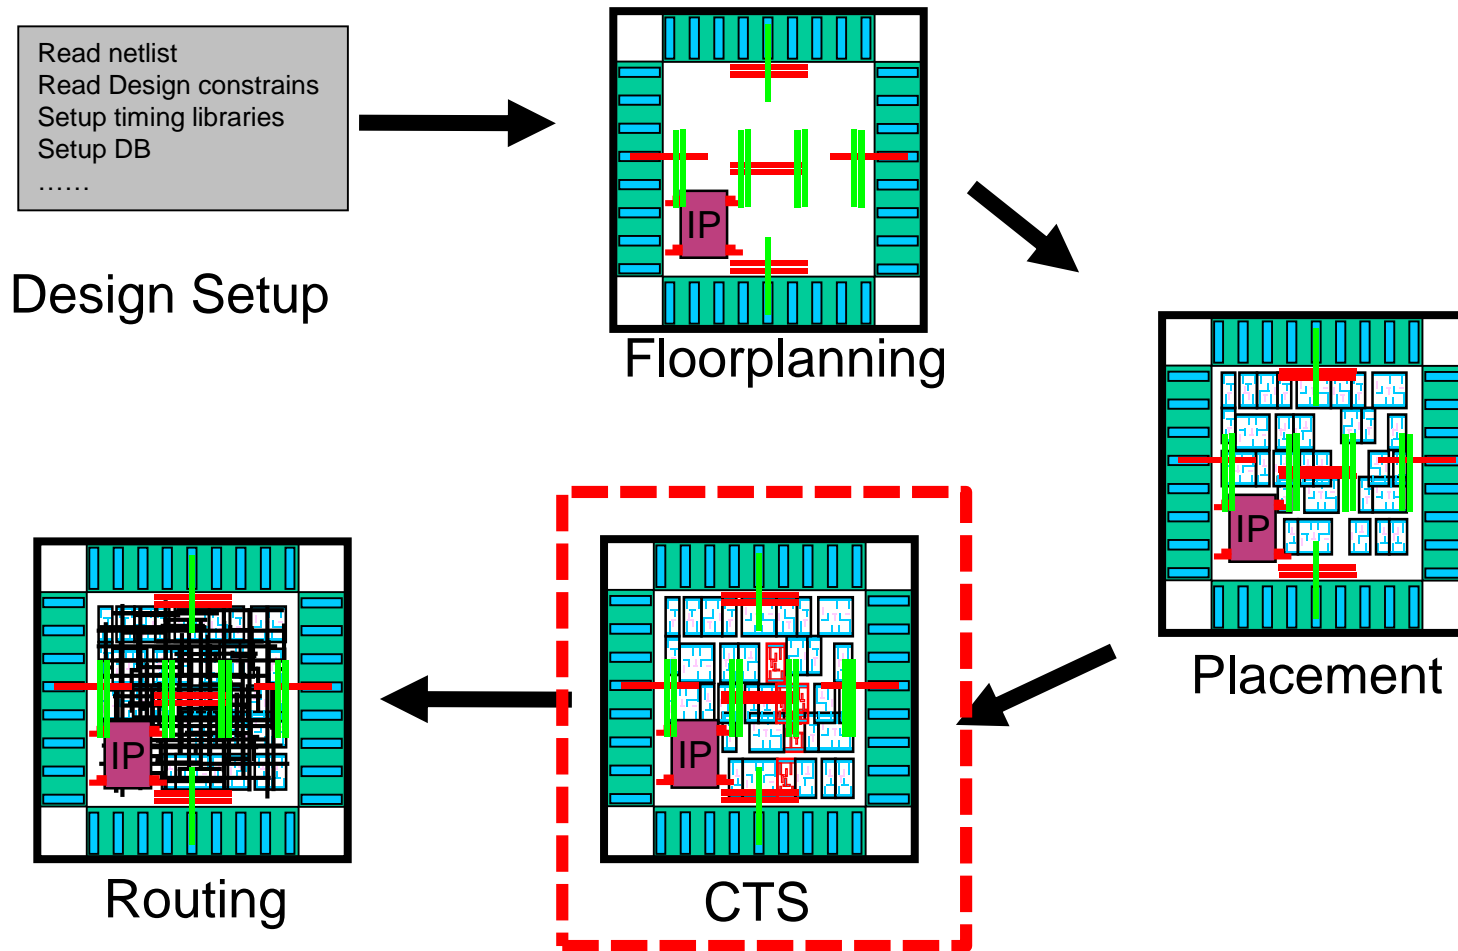 Read netlist
Read Design constrains
Setup timing libraries
Setup DB
......
Design Setup
IP
Floorplanning
IP
Placement
IP
CTS
IP
Routing